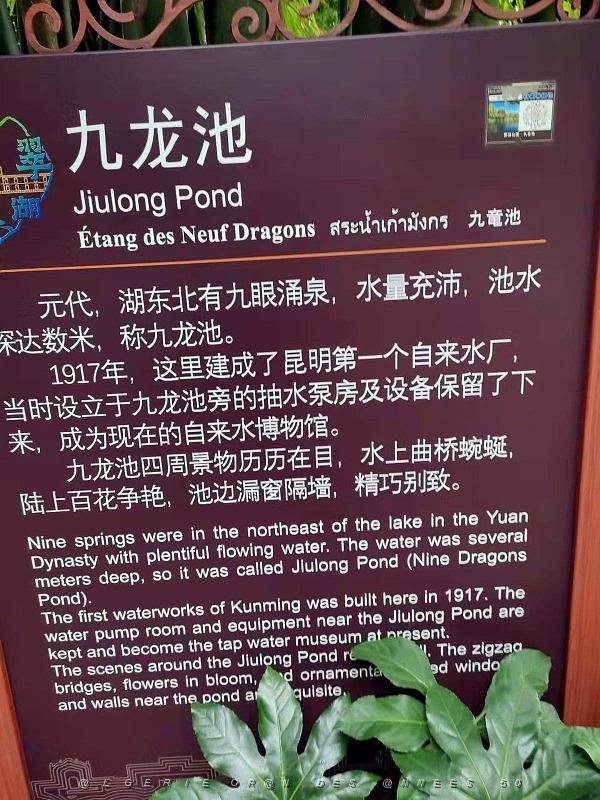 九龙池
翠
湖
Jiulong Pond
Étang des Neuf Dragons สระน้ำเก้ามังกร 九竜池
元代，湖东北有九眼涌泉，水量充沛，池水
深达数米，称九龙池。
1917年，这里建成了昆明第一个自来水厂，
当时设立于九龙池旁的抽水泵房及设备保留了下
来，成为现在的自来水博物馆。
九龙池四周景物历历在目，水上曲桥蜿蜒，
陆上百花争艳，池边漏窗隔墙，精巧别致。
Nine springs were in the northeast of the lake in the Yuan
Dynasty with plentiful flowing water. The water was several
meters deep, so it was called Jiulong Pond (Nine Dragons
Pond).
The first waterworks of Kunming was built here in 1917. The
water pump room and equipment near the Jiulong Pond are
kept and become the tap water museum at present.
The scenes around the Jiulong Pond The zigzag
bridges, flowers in bloom, and
and walls near the pond
@LGERIE OR@N DES @NNEES 50